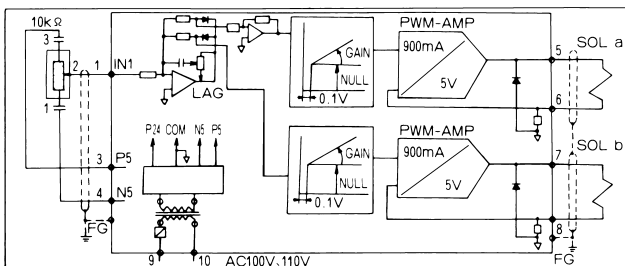 10kΩ
3
2
1
1
IN1
LAG
P24 COM N5 P5
3 P5
4 N5
FG
9 10 AC100V、110V
GAIN
NULL
0.1V
PWM-AMP
900mA
5V
5
6
SOL a
GAIN
NULL
0.1V
PWM-AMP
900mA
5V
7
8
SOL b
FG